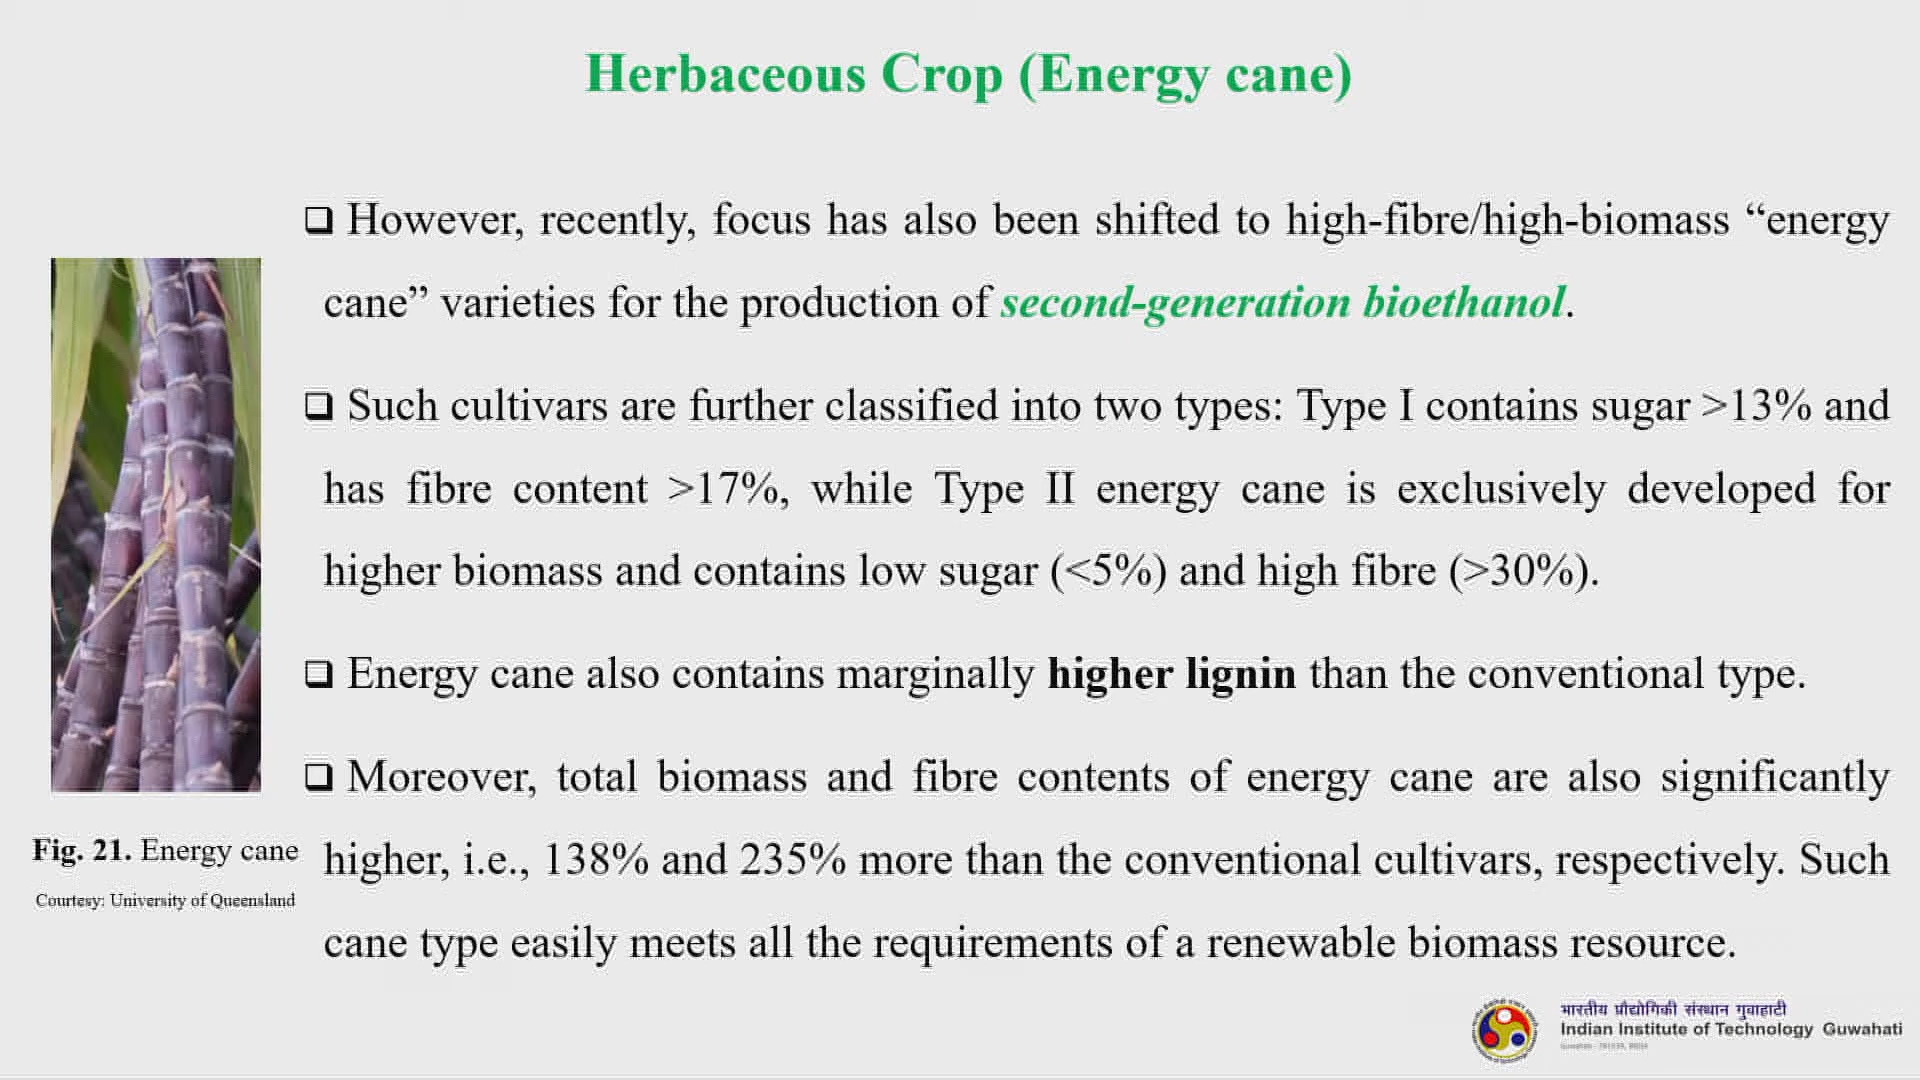 Herbaceous Crop (Energy cane)
❑ However, recently, focus has also been shifted to high-fibre/high-biomass “energy
cane” varieties for the production of second-generation bioethanol.
❑ Such cultivars are further classified into two types: Type I contains sugar >13% and
has fibre content >17%, while Type II energy cane is exclusively developed for
higher biomass and contains low sugar (<5%) and high fibre (>30%).
❑ Energy cane also contains marginally higher lignin than the conventional type.
❑ Moreover, total biomass and fibre contents of energy cane are also significantly
higher, i.e., 138% and 235% more than the conventional cultivars, respectively. Such
cane type easily meets all the requirements of a renewable biomass resource.
Fig. 21. Energy cane
Courtesy: University of Queensland
भारतीय प्रौद्योगिकी संस्थान गुवाहाटी
Indian Institute of Technology Guwahati